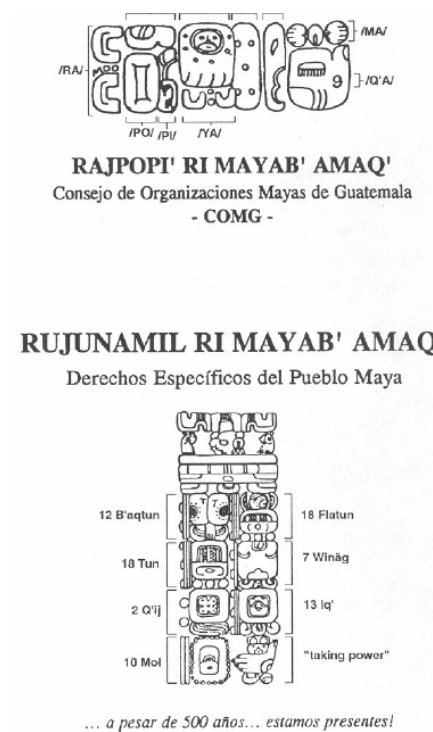 /MA/
/RA/
/Q'A/
/PO/ /PI/ /YA/
RAJPOPI' RI MAYAB' AMAQ'
Consejo de Organizaciones Mayas de Guatemala
- COMG -
RUJUNAMIL RI MAYAB' AMAQ
Derechos Específicos del Pueblo Maya
12 B'aqtun
18 Flatun
18 Tun
7 Winäg
2 Q'ij
13 Iq'
10 Mol
"taking power"
... a pesar de 500 años... estamos presentes!